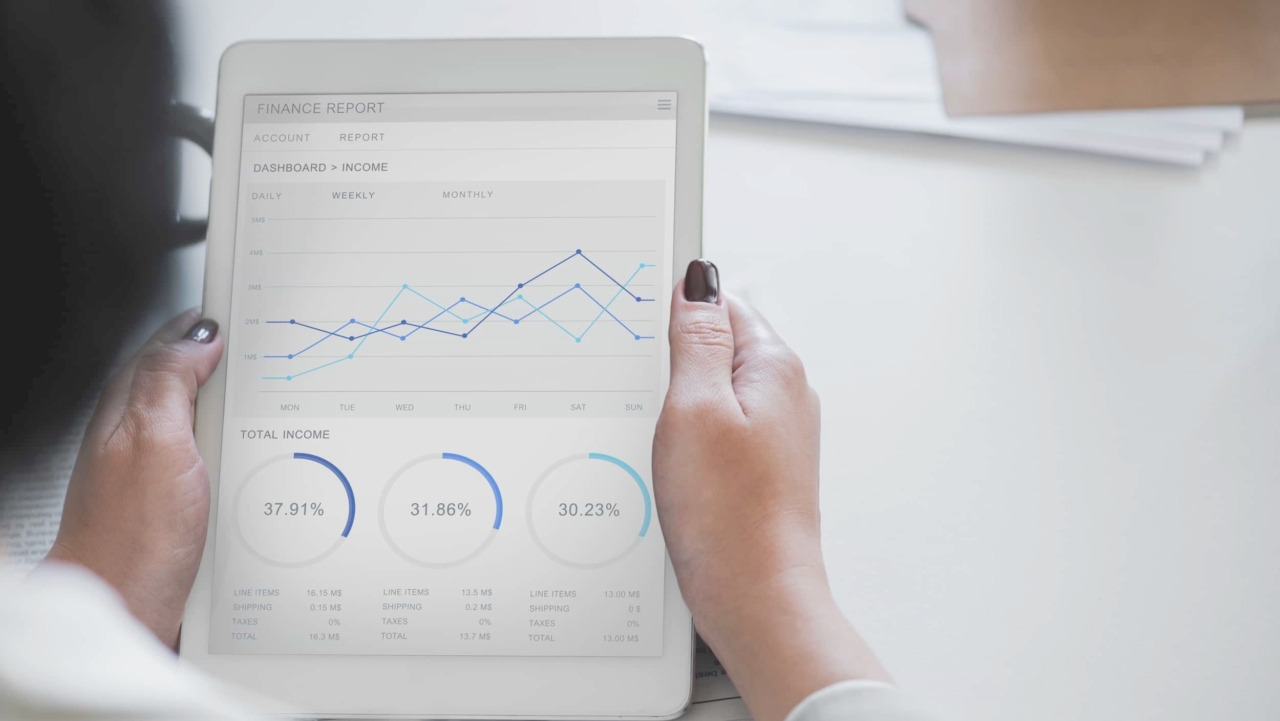 FINANCE REPORT
ACCOUNT REPORT
DASHBOARD > INCOME
DAILY WEEKLY MONTHLY
5M$
4M$
3M$
2M$
1M$
MON TUE WED THU FRI SAT SUN
TOTAL INCOME
37.91% 31.86% 30.23%
LINE ITEMS 16.15 M$ LINE ITEMS 13.5 M$ LINE ITEMS 13.00 M$
SHIPPING 0.15 M$ SHIPPING 0.2 M$ SHIPPING 0 $
TAXES 0% TAXES 0% TAXES 0%
TOTAL 16.3 M$ TOTAL 13.7 M$ TOTAL 13.00 M$